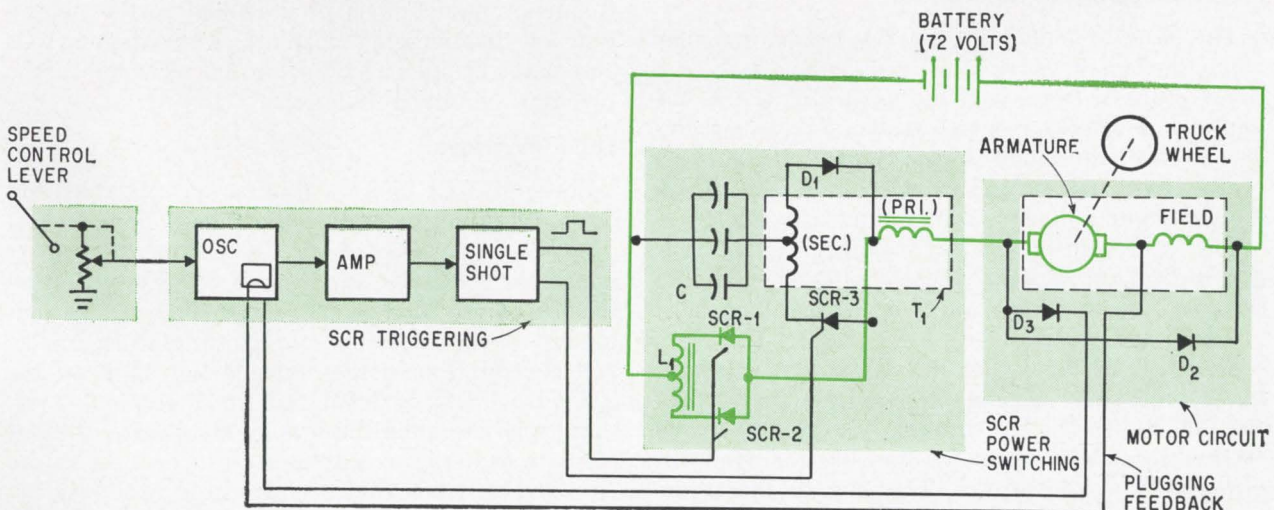 BATTERY
(72 VOLTS)
SPEED
CONTROL
LEVER
ARMATURE
TRUCK
WHEEL
D1
(PRI.)
FIELD
OSC
AMP
SINGLE
SHOT
(SEC.)
C
SCR-3
T1
D3
SCR TRIGGERING
SCR-1
L1
D2
SCR-2
SCR
POWER
SWITCHING
MOTOR CIRCUIT
PLUGGING
FEEDBACK